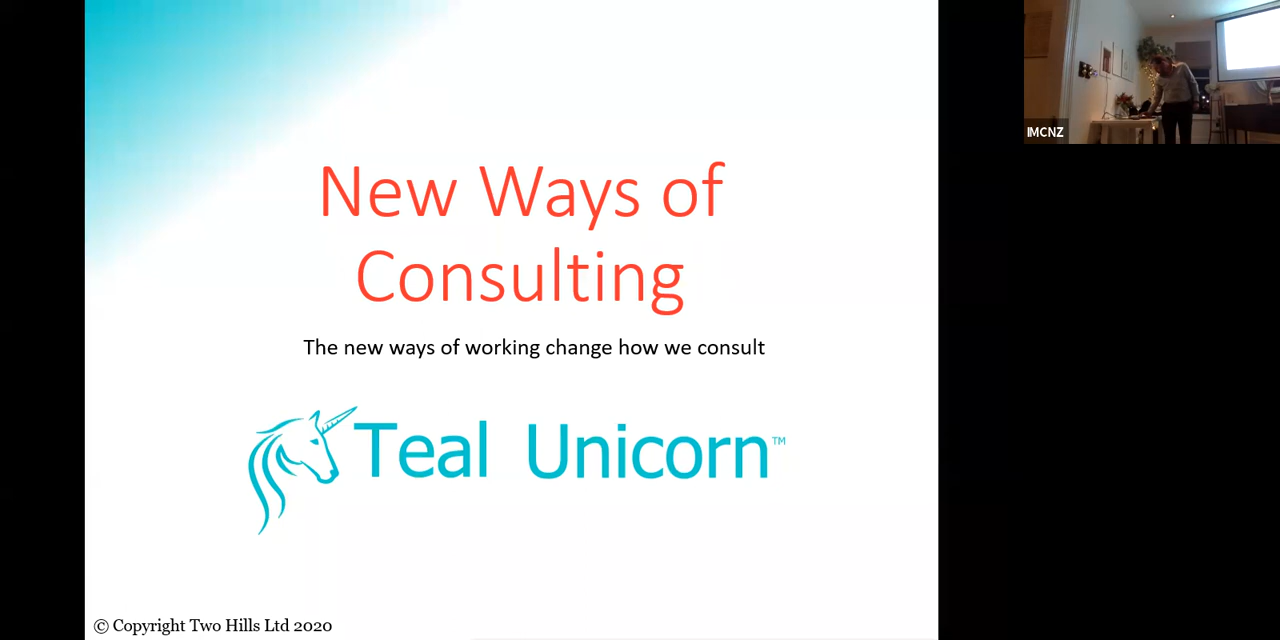 New Ways of
Consulting
The new ways of working change how we consult
Teal Unicorn™
© Copyright Two Hills Ltd 2020
IMCNZ